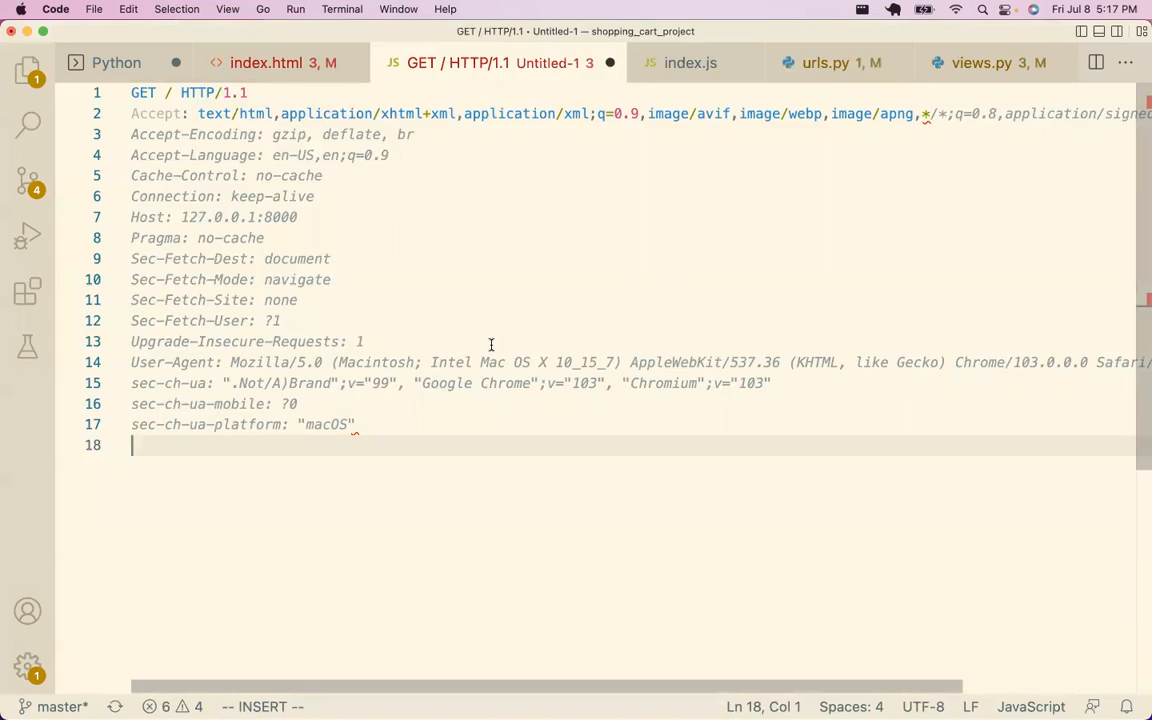 Code File Edit Selection View Go Run Terminal Window Help Fri Jul 8 5:17 PM
GET / HTTP/1.1 • Untitled-1 — shopping_cart_project
Python index.html 3, M JS GET / HTTP/1.1 Untitled-1 3 JS index.js urls.py 1, M views.py 3, M
1 GET / HTTP/1.1
2 Accept: text/html,application/xhtml+xml,application/xml;q=0.9,image/avif,image/webp,image/apng,*/*;q=0.8,application/signed
3 Accept-Encoding: gzip, deflate, br
4 Accept-Language: en-US,en;q=0.9
5 Cache-Control: no-cache
6 Connection: keep-alive
7 Host: 127.0.0.1:8000
8 Pragma: no-cache
9 Sec-Fetch-Dest: document
10 Sec-Fetch-Mode: navigate
11 Sec-Fetch-Site: none
12 Sec-Fetch-User: ?1
13 Upgrade-Insecure-Requests: 1
14 User-Agent: Mozilla/5.0 (Macintosh; Intel Mac OS X 10_15_7) AppleWebKit/537.36 (KHTML, like Gecko) Chrome/103.0.0.0 Safari/
15 sec-ch-ua: ".Not/A)Brand";v="99", "Google Chrome";v="103", "Chromium";v="103"
16 sec-ch-ua-mobile: ?0
17 sec-ch-ua-platform: "macOS"
18
1
4
1
master* 6 4 -- INSERT -- Ln 18, Col 1 Spaces: 4 UTF-8 LF JavaScript